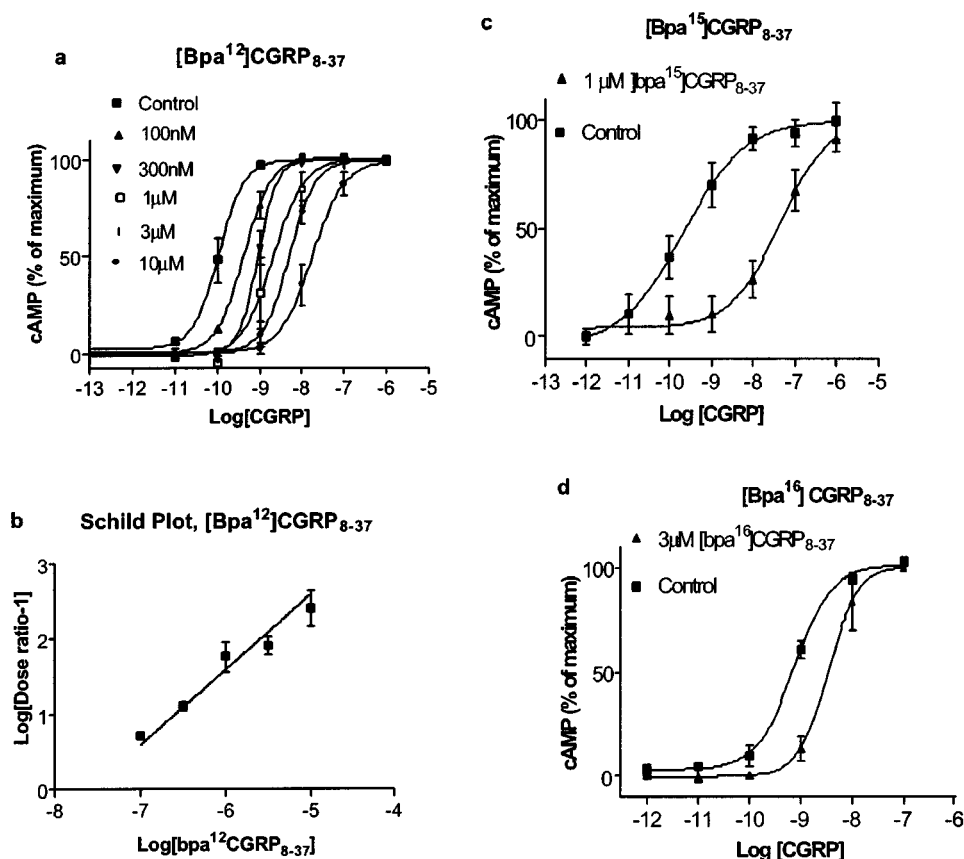 a
[Bpa¹²]CGRP₈₋₃₇
■ Control
▲ 100nM
▼ 300nM
□ 1µM
3µM
10µM
100
50
0
cAMP (% of maximum)
-13 -12 -11 -10 -9 -8 -7 -6 -5
Log[CGRP]
b
Schild Plot, [Bpa¹²]CGRP₈₋₃₇
3
2
1
0
Log[Dose ratio-1]
-8 -7 -6 -5 -4
Log[bpa¹²CGRP₈₋₃₇]
c
[Bpa¹⁵]CGRP₈₋₃₇
▲ 1 µM ]bpa¹⁵]CGRP₈₋₃₇
■ Control
100
50
0
cAMP (% of maximum)
-13 -12 -11 -10 -9 -8 -7 -6 -5
Log [CGRP]
d
[Bpa¹⁶] CGRP₈₋₃₇
▲ 3µM [bpa¹⁶]CGRP₈₋₃₇
■ Control
100
50
0
cAMP (% of maximum)
-12 -11 -10 -9 -8 -7 -6
Log [CGRP]